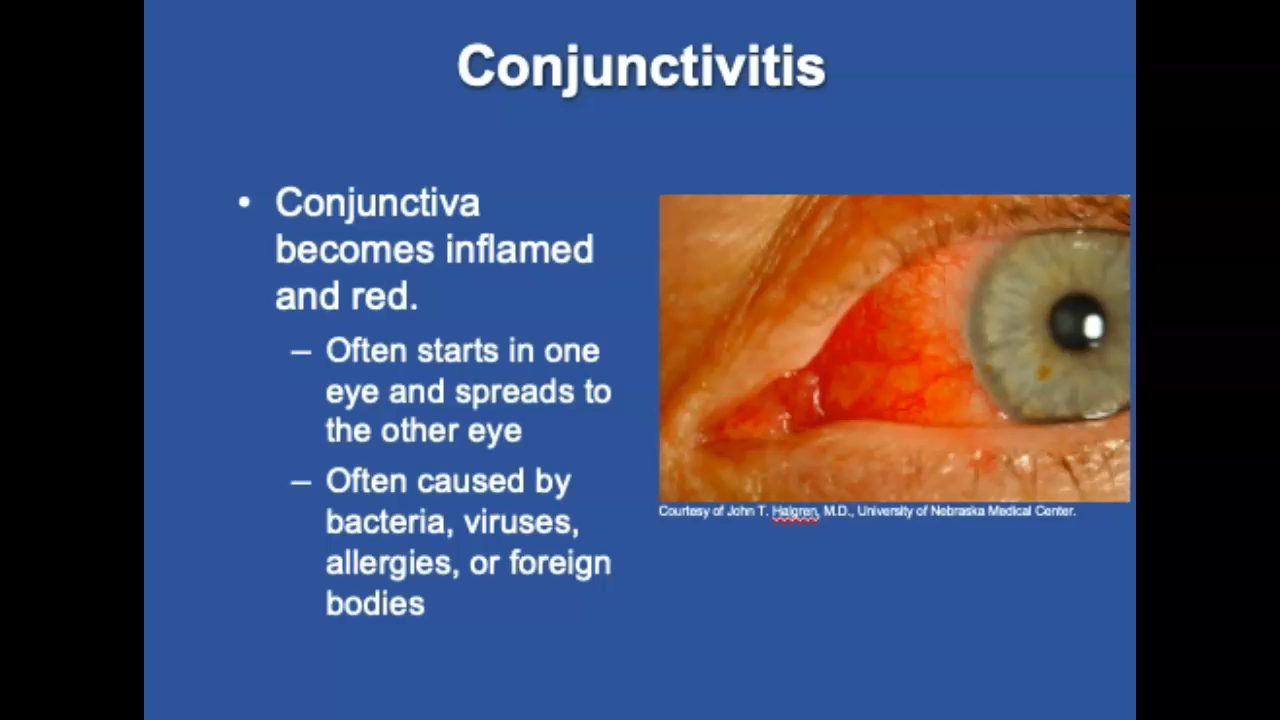 Conjunctivitis
• Conjunctiva
becomes inflamed
and red.
– Often starts in one
eye and spreads to
the other eye
– Often caused by
bacteria, viruses,
allergies, or foreign
bodies
Courtesy of John T. Halgren, M.D., University of Nebraska Medical Center.